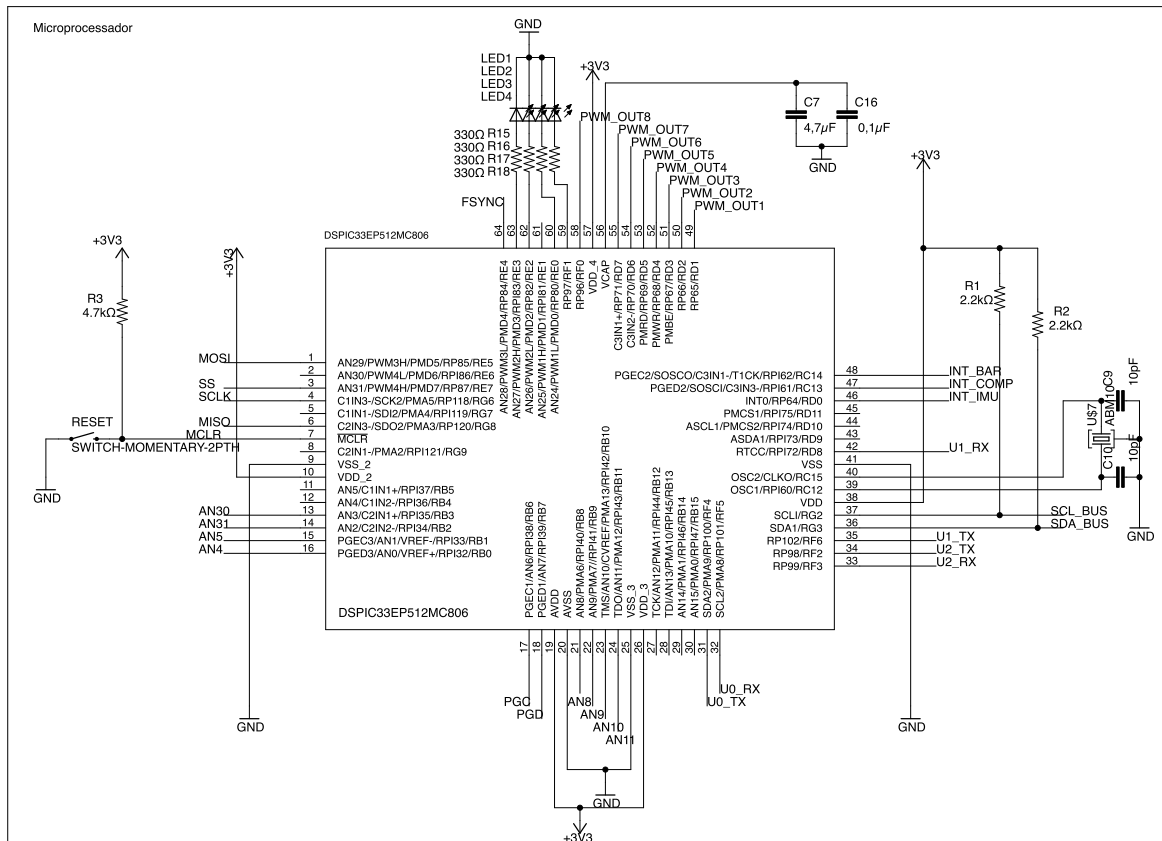 Microprocessador
GND
LED1
LED2
LED3
LED4
+3V3
C7
4,7µF
C16
0,1µF
GND
330Ω R15
330Ω R16
330Ω R17
330Ω R18
PWM_OUT8
PWM_OUT7
PWM_OUT6
PWM_OUT5
PWM_OUT4
PWM_OUT3
PWM_OUT2
PWM_OUT1
FSYNC
+3V3
64
63
62
61
60
59
58
57
56
55
54
53
52
51
50
49
DSPIC33EP512MC806
AN28/PWM3L/PMD4/RP84/RE4
AN27/PWM2H/PMD3/RPI83/RE3
AN26/PWM2L/PMD2/RP82/RE2
AN25/PWM1H/PMD1/RPI81/RE1
AN24/PWM1L/PMD0/RP80/RE0
RP97/RF1
RP96/RF0
VDD_4
VCAP
C3IN1+/RP71/RD7
C3IN2-/RP70/RD6
PMRD/RP69/RD5
PMWR/RP68/RD4
PMBE/RP67/RD3
RP66/RD2
RP65/RD1
+3V3
R3
4.7kΩ
+3V3
R1
2.2kΩ
R2
2.2kΩ
MOSI
SS
SCLK
MISO
MCLR
RESET
SWITCH-MOMENTARY-2PTH
GND
AN30
AN31
AN5
AN4
1 AN29/PWM3H/PMD5/RP85/RE5
2 AN30/PWM4L/PMD6/RPI86/RE6
3 AN31/PWM4H/PMD7/RP87/RE7
4 C1IN3-/SCK2/PMA5/RP118/RG6
5 C1IN1-/SDI2/PMA4/RPI119/RG7
6 C2IN3-/SDO2/PMA3/RP120/RG8
7 MCLR
8 C2IN1-/PMA2/RPI121/RG9
9 VSS_2
10 VDD_2
11 AN5/C1IN1+/RPI37/RB5
12 AN4/C1IN2-/RPI36/RB4
13 AN3/C2IN1+/RPI35/RB3
14 AN2/C2IN2-/RPI34/RB2
15 PGEC3/AN1/VREF-/RPI33/RB1
16 PGED3/AN0/VREF+/RPI32/RB0
PGEC2/SOSCO/C3IN1-/T1CK/RPI62/RC14 48 INT_BAR
PGED2/SOSCI/C3IN3-/RPI61/RC13 47 INT_COMP
INT0/RP64/RD0 46 INT_IMU
PMCS1/RPI75/RD11 45
ASCL1/PMCS2/RPI74/RD10 44
ASDA1/RPI73/RD9 43
RTCC/RPI72/RD8 42 U1_RX
VSS 41
OSC2/CLKO/RC15 40
OSC1/RPI60/RC12 39
VDD 38
SCLI/RG2 37 SCL_BUS
SDA1/RG3 36 SDA_BUS
RP102/RF6 35 U1_TX
RP98/RF2 34 U2_TX
RP99/RF3 33 U2_RX
U$7
ABM10
C9
10pF
C10
10pF
GND
DSPIC33EP512MC806
PGEC1/AN6/RPI38/RB6
PGED1/AN7/RPI39/RB7
AVDD
AVSS
AN8/PMA6/RPI40/RB8
AN9/PMA7//RPI41/RB9
TMS/AN10/CVREF/PMA13/RPI42/RB10
TDO/AN11/PMA12/RPI43/RB11
VSS_3
VDD_3
TCK/AN12/PMA11/RPI44/RB12
TDI/AN13/PMA10/RPI45/RB13
AN14/PMA1/RPI46/RB14
AN15/PMA0/RPI47/RB15
SDA2/PMA9/RP100/RF4
SCL2/PMA8/RP101/RF5
17
18
19
20
21
22
23
24
25
26
27
28
29
30
31
32
PGC
PGD
AN8
AN9
AN10
AN11
U0_RX
U0_TX
GND
GND
GND
+3V3